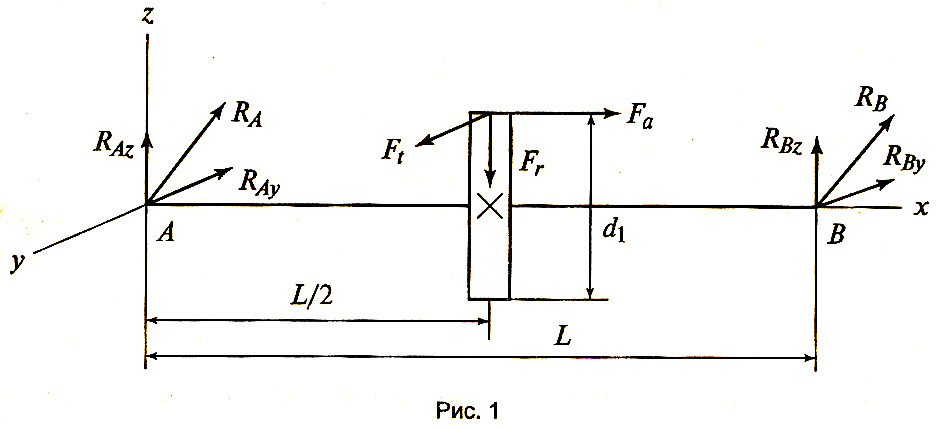 z
R_A
R_Az
R_Ay
F_t
F_a
F_r
R_B
R_Bz
R_By
A
B
x
y
d_1
L/2
L
Рис. 1